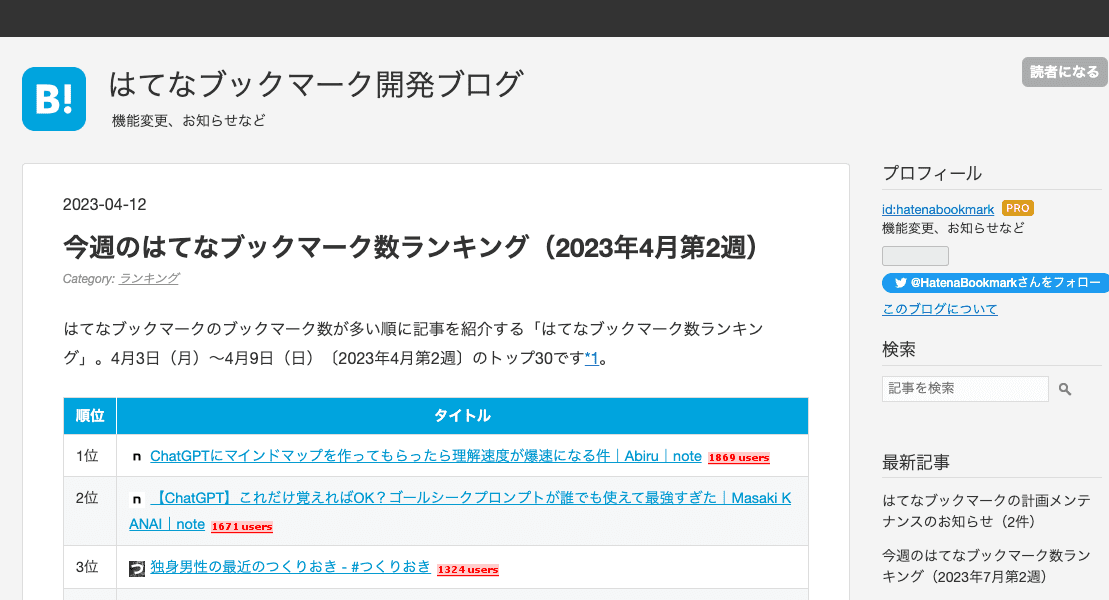 B!
はてなブックマーク開発ブログ
機能変更、お知らせなど
読者になる
2023-04-12
今週のはてなブックマーク数ランキング（2023年4月第2週）
Category: ランキング
はてなブックマークのブックマーク数が多い順に記事を紹介する「はてなブックマーク数ランキン
グ」。4月3日（月）〜4月9日（日）〔2023年4月第2週〕のトップ30です*1。
順位 タイトル
1位 n ChatGPTにマインドマップを作ってもらったら理解速度が爆速になる件｜Abiru｜note 1869 users
2位 n 【ChatGPT】これだけ覚えればOK？ゴールシークプロンプトが誰でも使えて最強すぎた｜Masaki K
ANAI｜note 1671 users
3位 つ 独身男性の最近のつくりおき - #つくりおき 1324 users
プロフィール
id:hatenabookmark PRO
機能変更、お知らせなど
@HatenaBookmarkさんをフォロー
このブログについて
検索
記事を検索
最新記事
はてなブックマークの計画メンテ
ナンスのお知らせ（2件）
今週のはてなブックマーク数ラン
キング（2023年7月第2週）